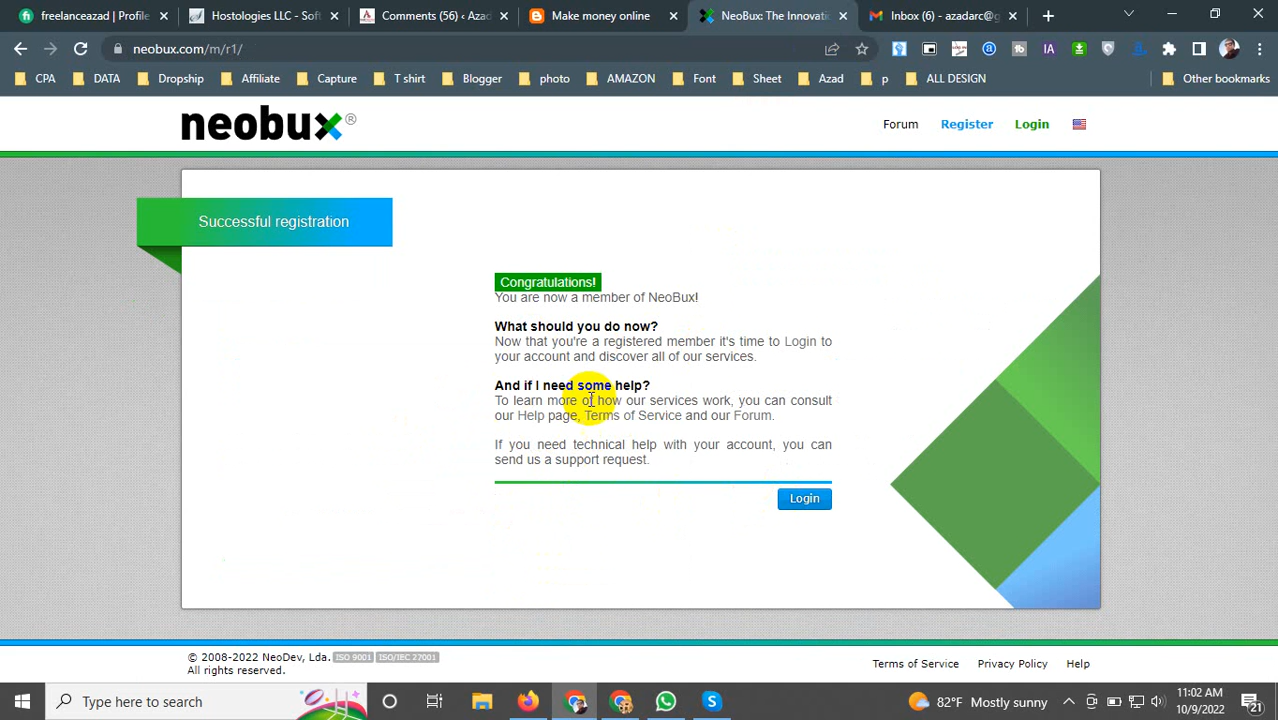 freelanceazad | Profile
Hostologies LLC - Soft
Comments (56) ‹ Azad
Make money online
NeoBux: The Innovati
Inbox (6) - azadarc@g
neobux.com/m/r1/
CPA DATA Dropship Affiliate Capture T shirt Blogger photo AMAZON Font Sheet Azad p ALL DESIGN Other bookmarks
neobux®
Forum Register Login
Successful registration
Congratulations!
You are now a member of NeoBux!
What should you do now?
Now that you're a registered member it's time to Login to
your account and discover all of our services.
And if I need some help?
To learn more of how our services work, you can consult
our Help page, Terms of Service and our Forum.
If you need technical help with your account, you can
send us a support request.
Login
© 2008-2022 NeoDev, Lda. ISO 9001 ISO/IEC 27001
All rights reserved.
Terms of Service Privacy Policy Help
Type here to search
82°F Mostly sunny
11:02 AM
10/9/2022
21